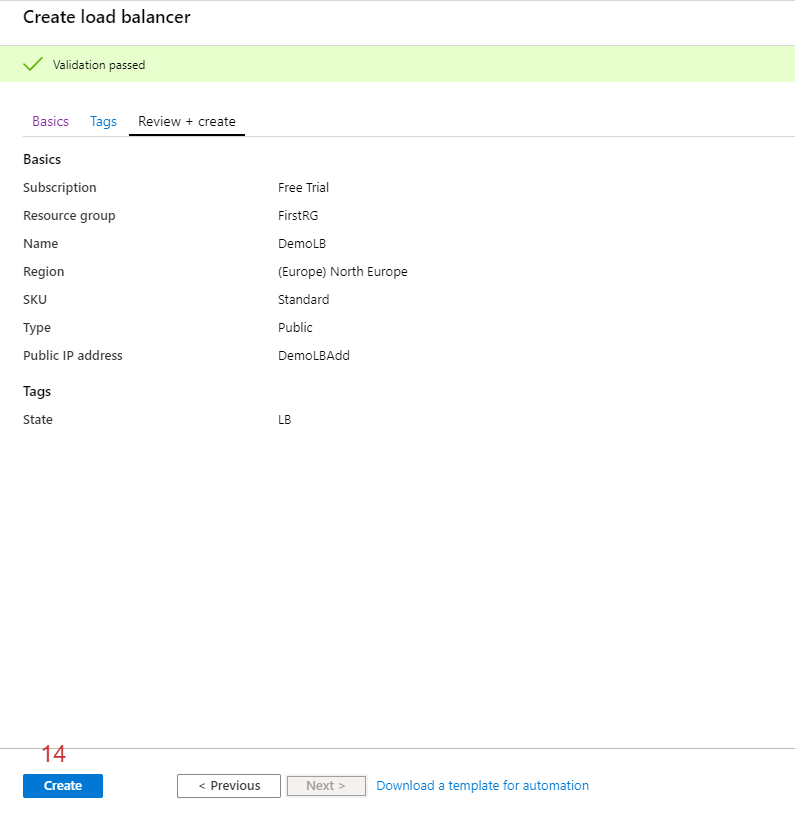 Create load balancer
Validation passed
Basics Tags Review + create
Basics
Subscription Free Trial
Resource group FirstRG
Name DemoLB
Region (Europe) North Europe
SKU Standard
Type Public
Public IP address DemoLBAdd
Tags
State LB
14
Create < Previous Next > Download a template for automation